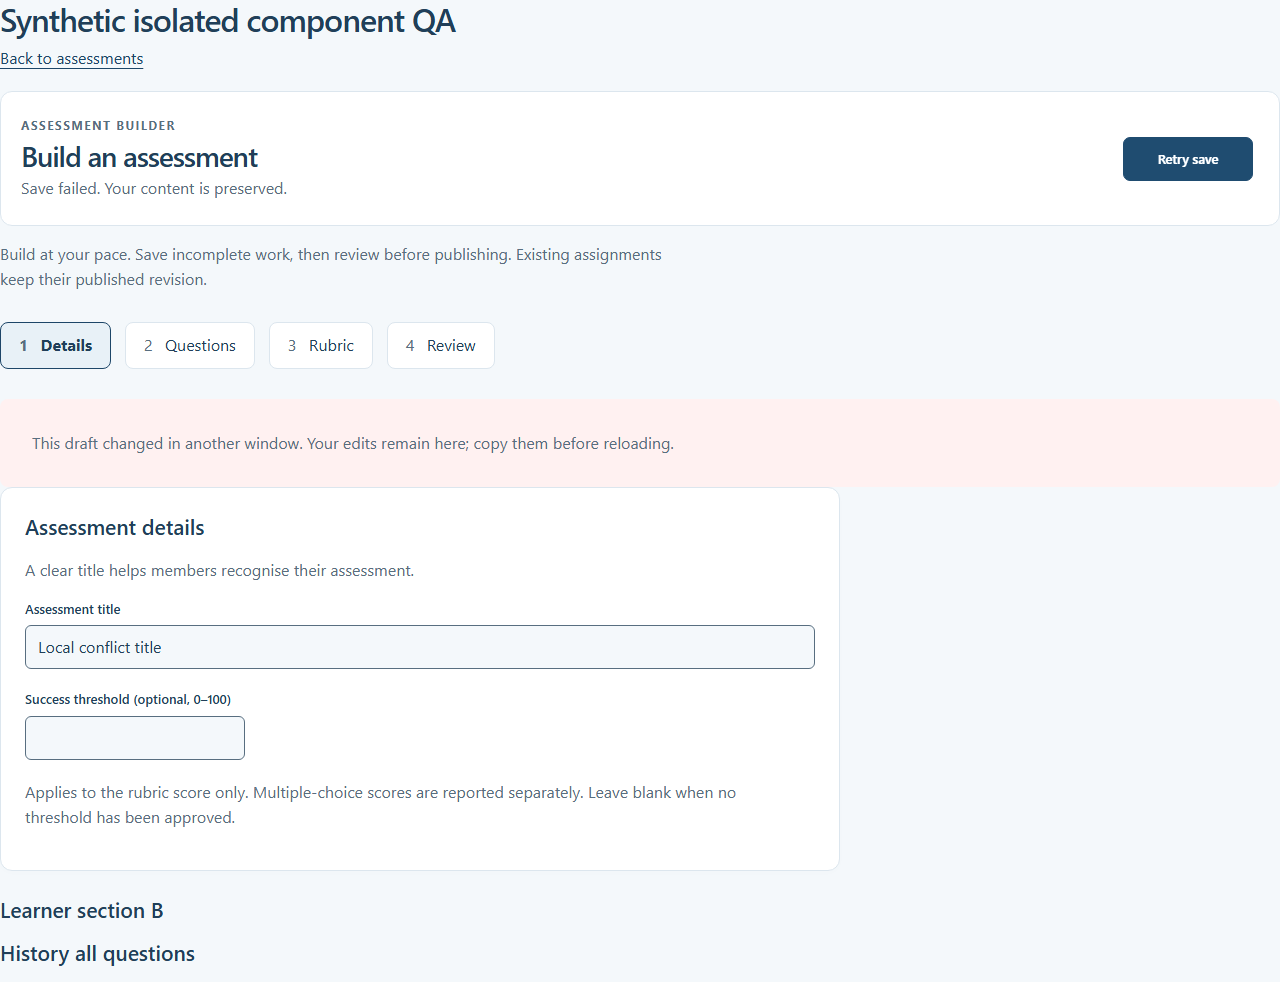 Synthetic isolated component QA
Back to assessments
ASSESSMENT BUILDER
Build an assessment
Save failed. Your content is preserved.
Retry save
Build at your pace. Save incomplete work, then review before publishing. Existing assignments
keep their published revision.
1 Details
2 Questions
3 Rubric
4 Review
This draft changed in another window. Your edits remain here; copy them before reloading.
Assessment details
A clear title helps members recognise their assessment.
Assessment title
Local conflict title
Success threshold (optional, 0–100)
Applies to the rubric score only. Multiple-choice scores are reported separately. Leave blank when no
threshold has been approved.
Learner section B
History all questions